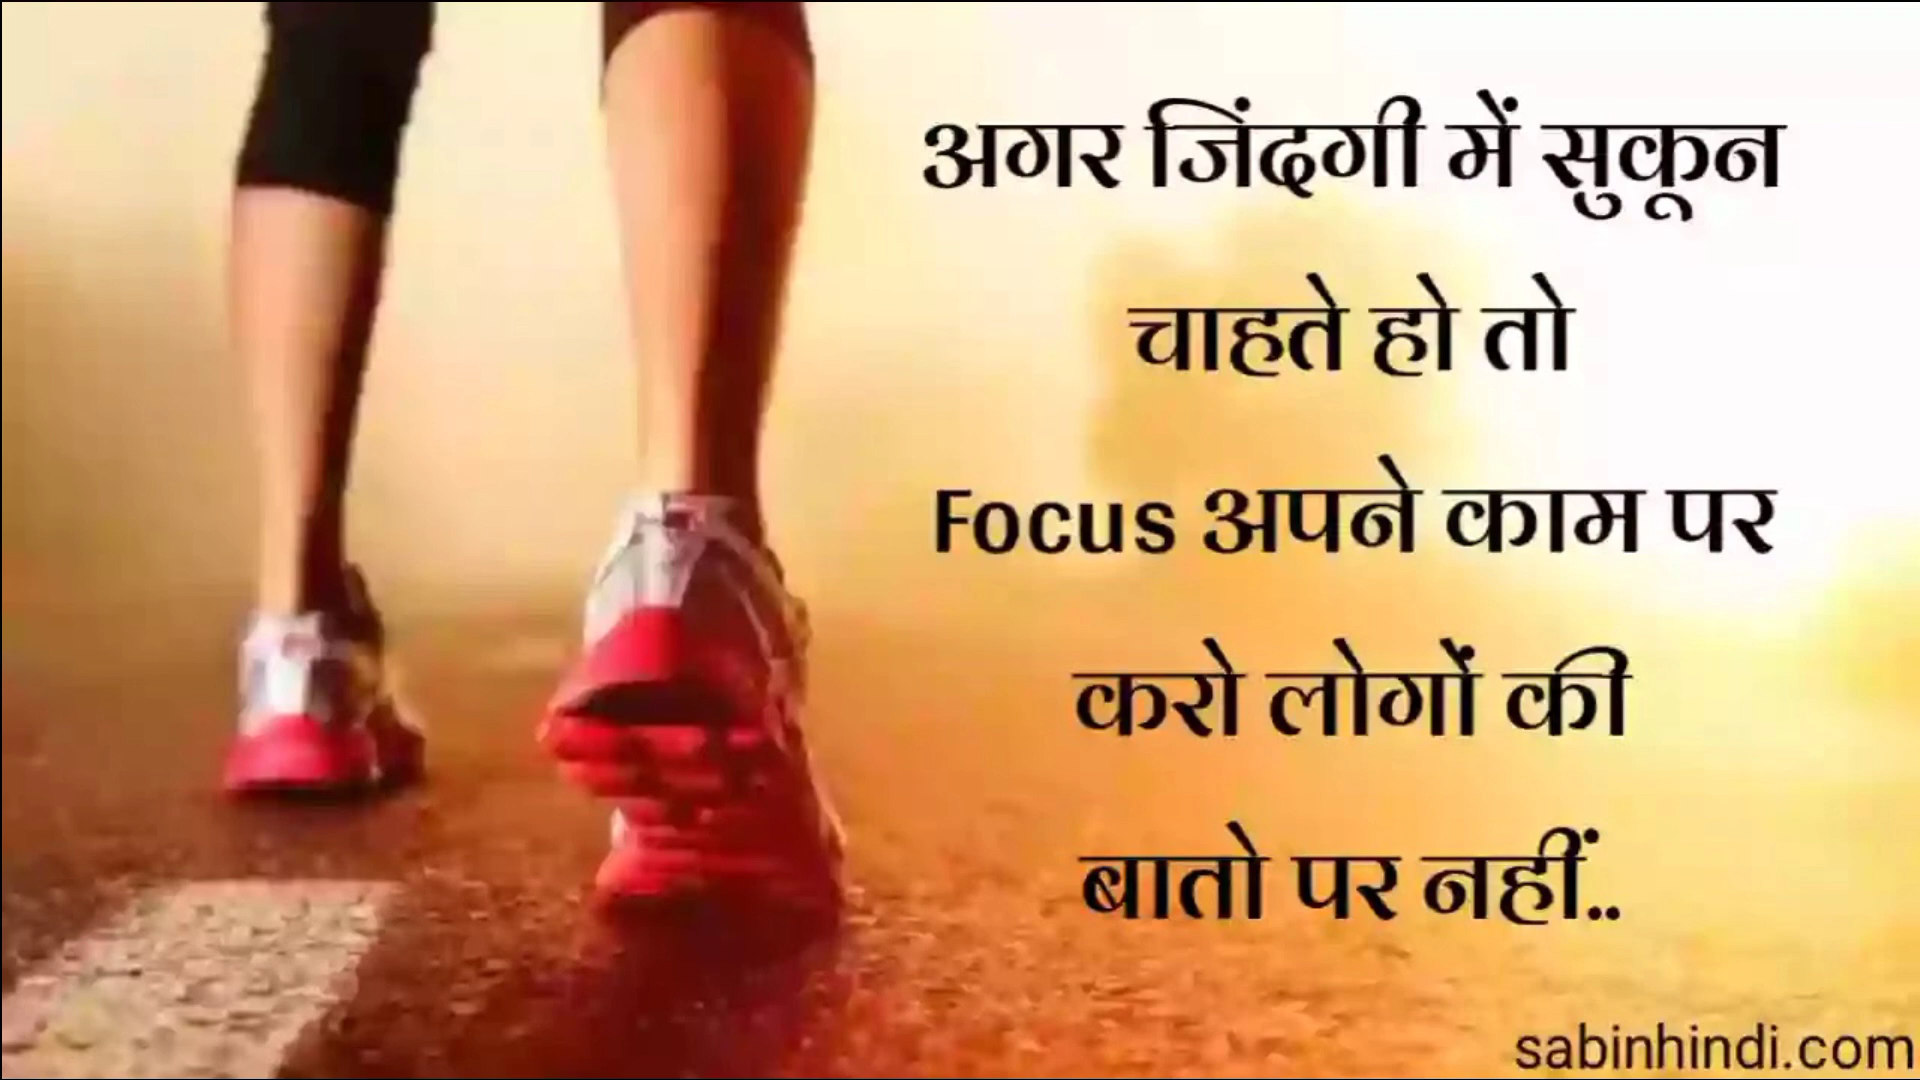 अगर जिंदगी में सुकून
चाहते हो तो
Focus अपने काम पर
करो लोगों की
बातो पर नहीं..
sabinhindi.com